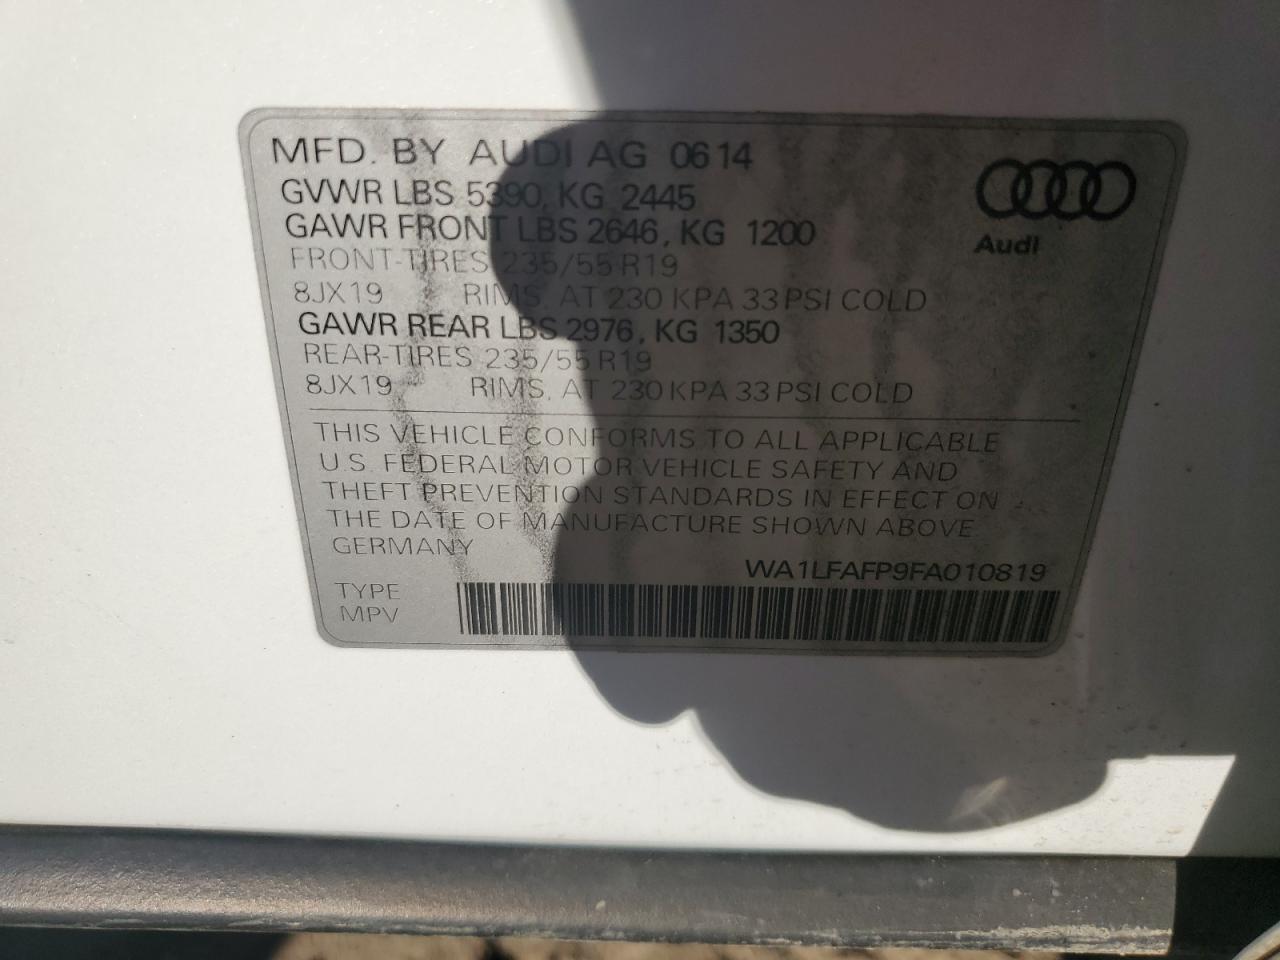 MFD. BY AUDI AG 0614
GVWR LBS 5390, KG 2445
GAWR FRONT LBS 2646, KG 1200
FRONT-TIRES 235/55 R19
8JX19 RIMS. AT 230 KPA 33 PSI COLD
GAWR REAR LBS 2976, KG 1350
REAR-TIRES 235/55 R19
8JX19 RIMS. AT 230 KPA 33 PSI COLD
Audi
THIS VEHICLE CONFORMS TO ALL APPLICABLE
U.S. FEDERAL MOTOR VEHICLE SAFETY AND
THEFT PREVENTION STANDARDS IN EFFECT ON
THE DATE OF MANUFACTURE SHOWN ABOVE.
GERMANY
WA1LFAFP9FA010819
TYPE
MPV